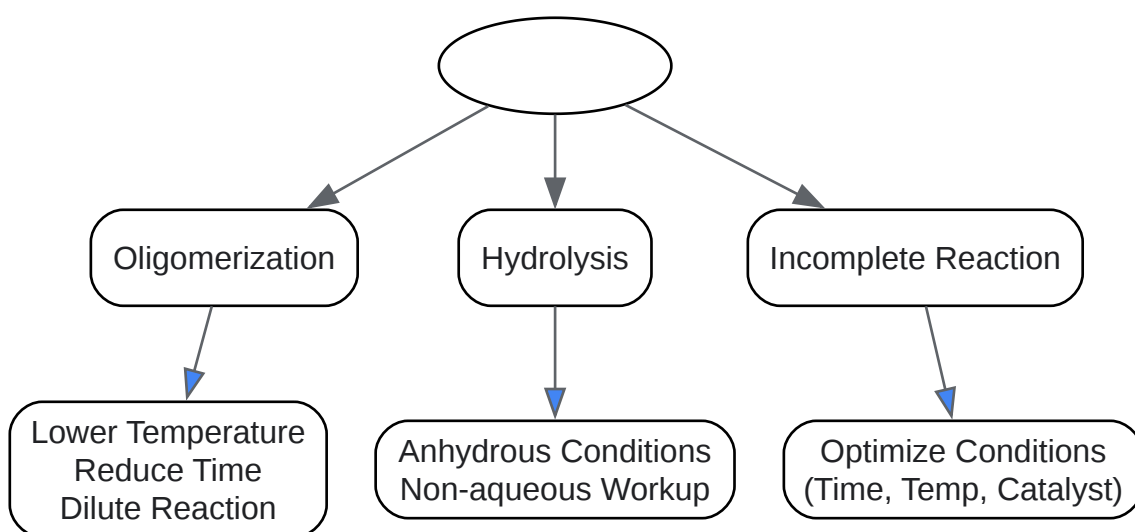 Oligomerization
Hydrolysis
Incomplete Reaction
Lower Temperature
Reduce Time
Dilute Reaction
Anhydrous Conditions
Non-aqueous Workup
Optimize Conditions
(Time, Temp, Catalyst)